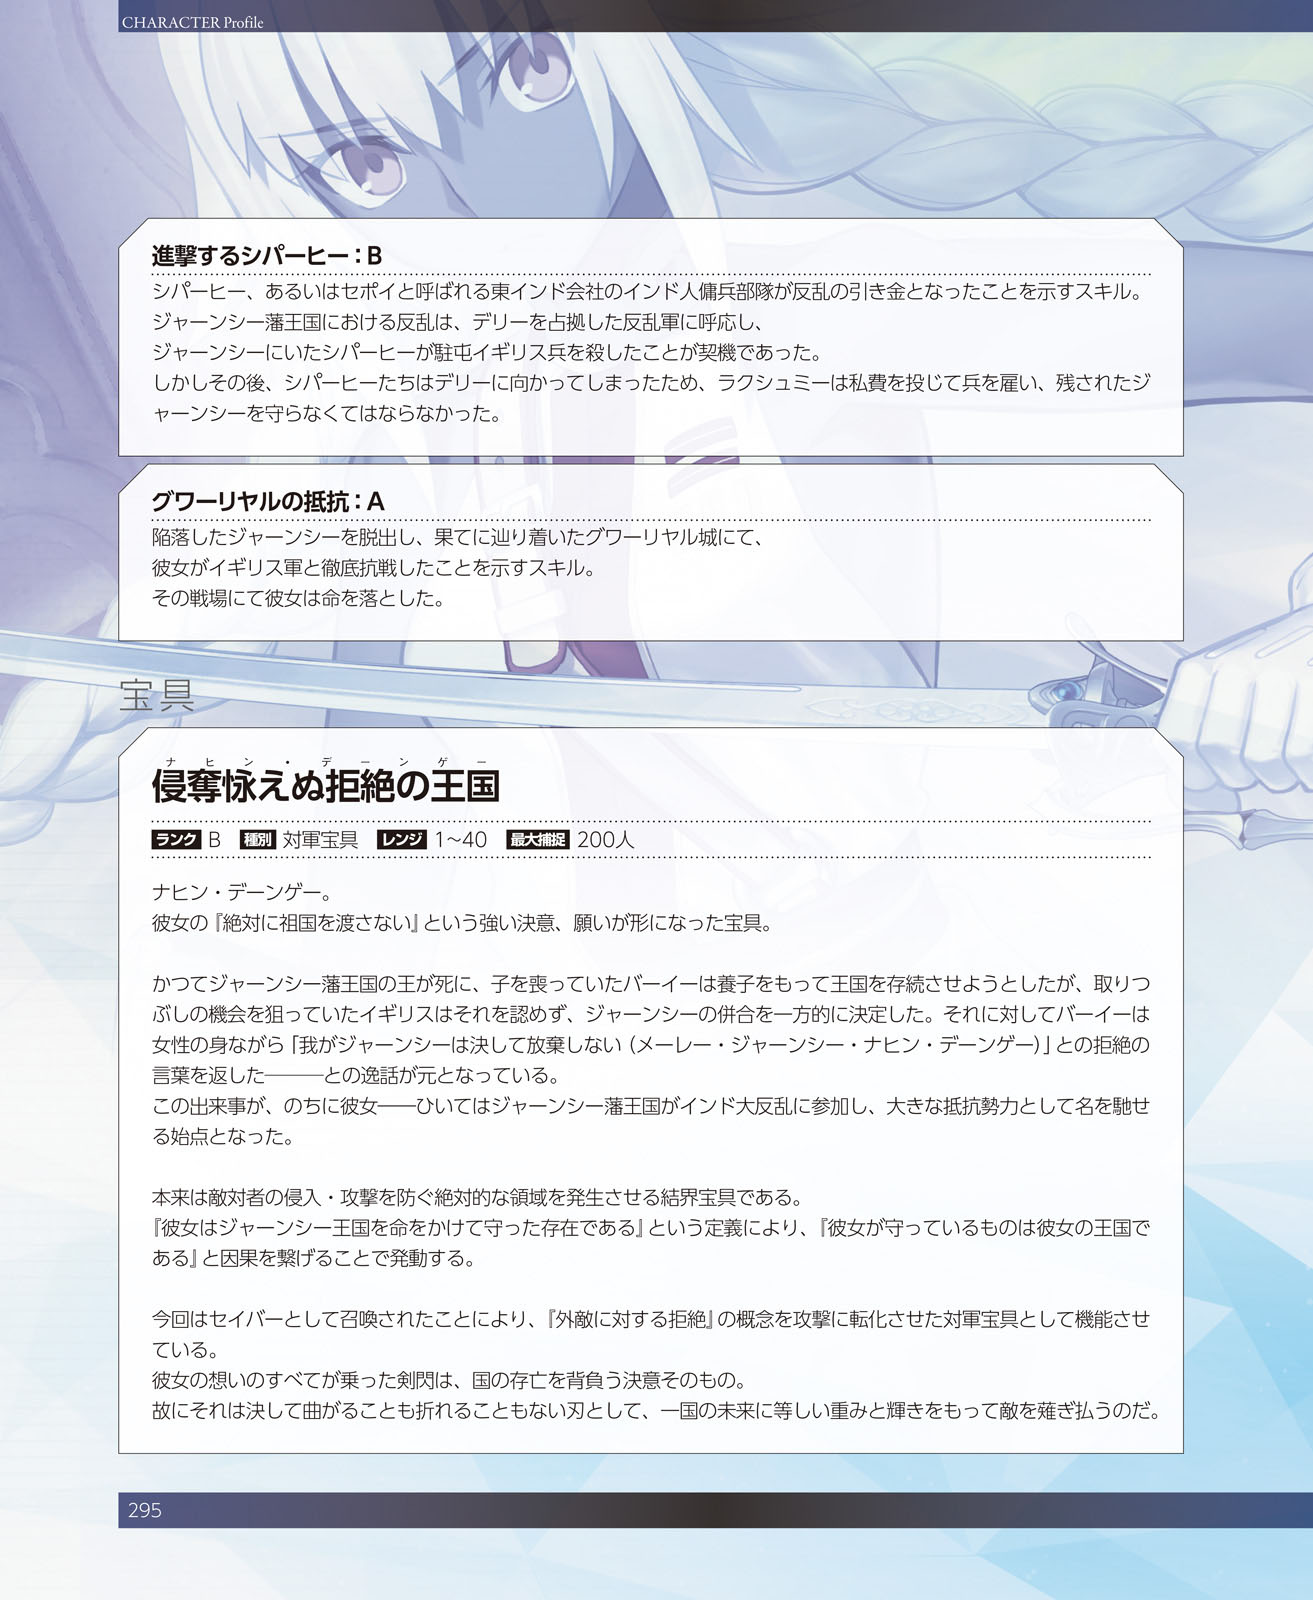 CHARACTER Profile
進撃するシパーヒー：B
シパーヒー、あるいはセポイと呼ばれる東インド会社のインド人傭兵部隊が反乱の引き金となったことを示すスキル。
ジャーンシー藩王国における反乱は、デリーを占拠した反乱軍に呼応し、
ジャーンシーにいたシパーヒーが駐屯イギリス兵を殺したことが契機であった。
しかしその後、シパーヒーたちはデリーに向かってしまったため、ラクシュミーは私費を投じて兵を雇い、残されたジ
ャーンシーを守らなくてはならなかった。
グワーリヤルの抵抗：A
陥落したジャーンシーを脱出し、果てに辿り着いたグワーリヤル城にて、
彼女がイギリス軍と徹底抗戦したことを示すスキル。
その戦場にて彼女は命を落とした。
宝具
ナヒン・デーンゲー
侵奪咏えぬ拒絶の王国
ランク B 種別 対軍宝具 レンジ 1～40 最大捕捉 200人
ナヒン・デーンゲー。
彼女の『絶対に祖国を渡さない』という強い決意、願いが形になった宝具。
かつてジャーンシー藩王国の王が死に、子を喪っていたバーイーは養子をもって王国を存続させようとしたが、取りつ
ぶしの機会を狙っていたイギリスはそれを認めず、ジャーンシーの併合を一方的に決定した。それに対してバーイーは
女性の身ながら「我がジャーンシーは決して放棄しない（メーレー・ジャーンシー・ナヒン・デーンゲー）」との拒絶の
言葉を返した———との逸話が元となっている。
この出来事が、のちに彼女——ひいてはジャーンシー藩王国がインド大反乱に参加し、大きな抵抗勢力として名を馳せ
る始点となった。
本来は敵対者の侵入・攻撃を防ぐ絶対的な領域を発生させる結界宝具である。
『彼女はジャーンシー王国を命をかけて守った存在である』という定義により、『彼女が守っているものは彼女の王国で
ある』と因果を繋げることで発動する。
今回はセイバーとして召喚されたことにより、『外敵に対する拒絶』の概念を攻撃に転化させた対軍宝具として機能させ
ている。
彼女の想いのすべてが乗った剣閃は、国の存亡を背負う決意そのもの。
故にそれは決して曲がることも折れることもない刃として、一国の未来に等しい重みと輝きをもって敵を薙ぎ払うのだ。
295